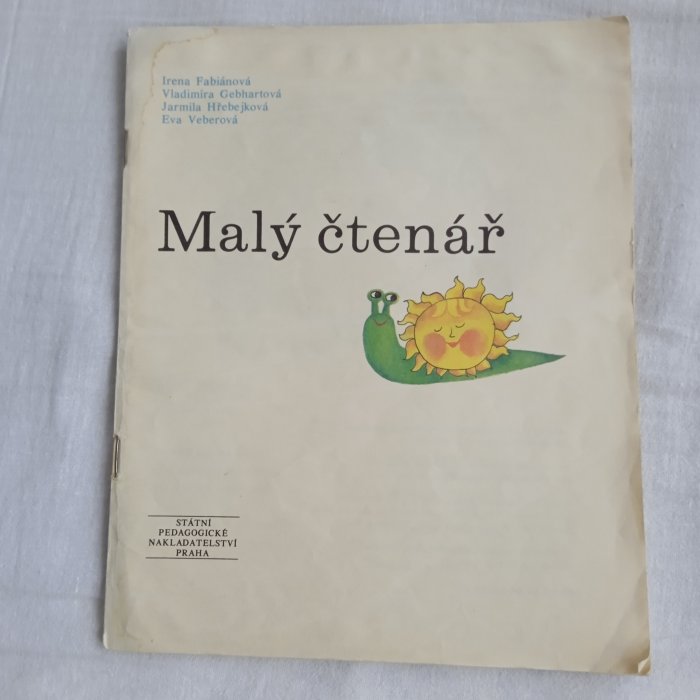 Irena Fabiánová
Vladimíra Gebhartová
Jarmila Hřebejková
Eva Veberová
Malý čtenář
STÁTNÍ
PEDAGOGICKÉ
NAKLADATELSTVÍ
PRAHA